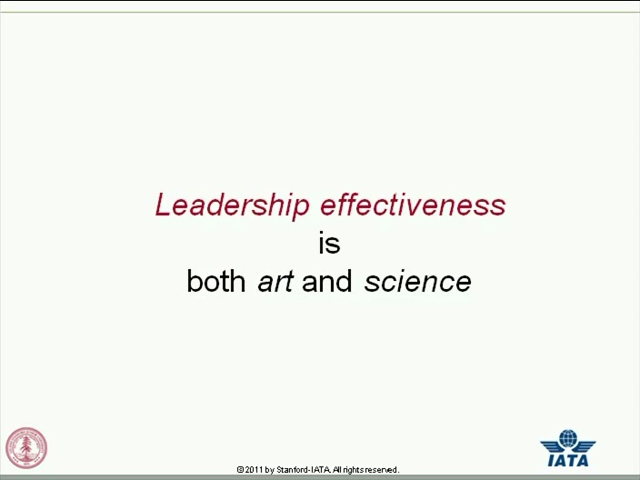 Leadership effectiveness
is
both art and science
© 2011 by Stanford-IATA. All rights reserved.
IATA